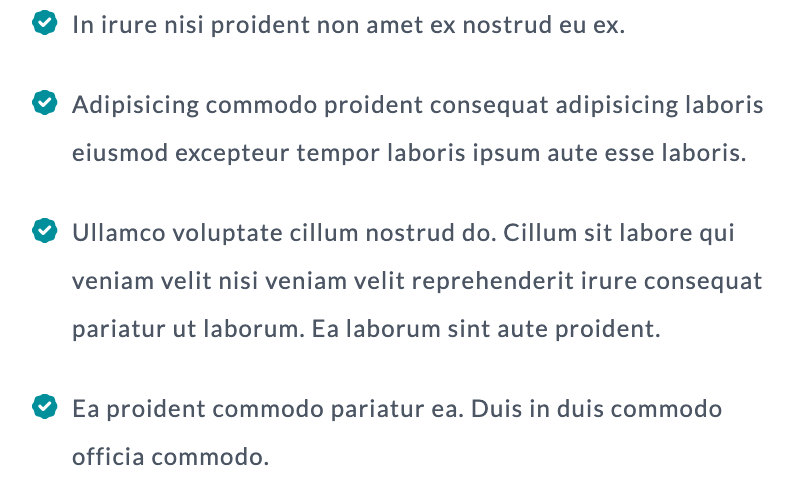 In irure nisi proident non amet ex nostrud eu ex.
Adipisicing commodo proident consequat adipisicing laboris
eiusmod excepteur tempor laboris ipsum aute esse laboris.
Ullamco voluptate cillum nostrud do. Cillum sit labore qui
veniam velit nisi veniam velit reprehenderit irure consequat
pariatur ut laborum. Ea laborum sint aute proident.
Ea proident commodo pariatur ea. Duis in duis commodo
officia commodo.